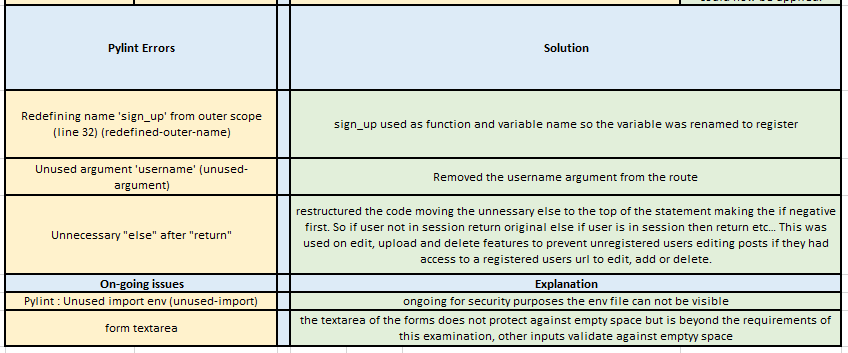 could now be applied.
Pylint Errors
Solution
Redefining name 'sign_up' from outer scope
(line 32) (redefined-outer-name)
sign_up used as function and variable name so the variable was renamed to register
Unused argument 'username' (unused-
argument)
Removed the username argument from the route
Unnecessary "else" after "return"
restructured the code moving the unnessary else to the top of the statement making the if negative
first. So if user not in session return original else if user is in session then return etc... This was
used on edit, upload and delete features to prevent unregistered users editing posts if they had
access to a registered users url to edit, add or delete.
On-going issues
Explanation
Pylint : Unused import env (unused-import)
ongoing for security purposes the env file can not be visible
form textarea
the textarea of the forms does not protect against empty space but is beyond the requirements of
this examination, other inputs validate against emptyy space